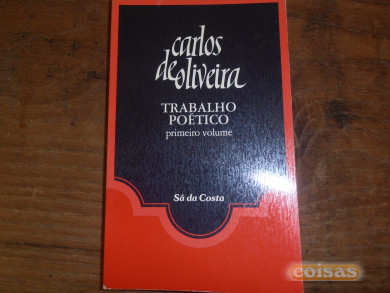 carlos
de oliveira
TRABALHO
POÉTICO
primeiro volume
Sá da Costa
coisas